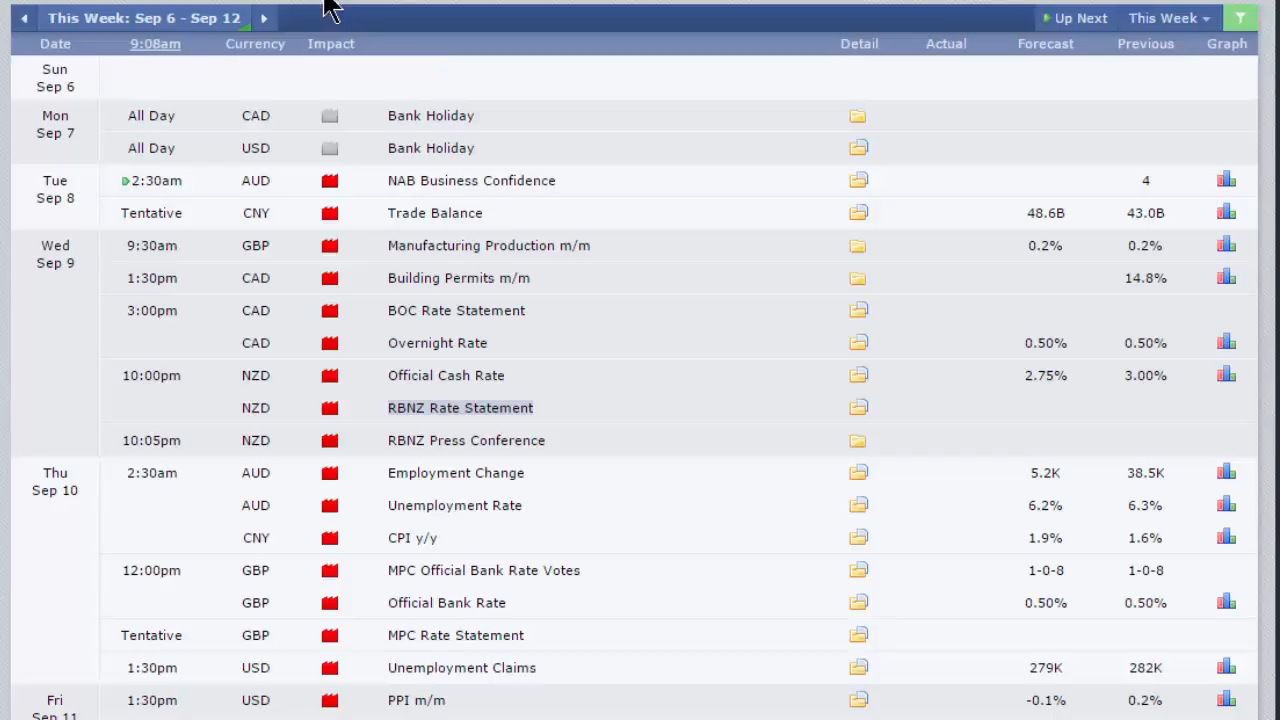 This Week: Sep 6 - Sep 12 Up Next This Week
Date 9:08am Currency Impact Detail Actual Forecast Previous Graph
Sun
Sep 6
Mon
Sep 7
All Day CAD Bank Holiday
All Day USD Bank Holiday
Tue
Sep 8
2:30am AUD NAB Business Confidence 4
Tentative CNY Trade Balance 48.6B 43.0B
Wed
Sep 9
9:30am GBP Manufacturing Production m/m 0.2% 0.2%
1:30pm CAD Building Permits m/m 14.8%
3:00pm CAD BOC Rate Statement
CAD Overnight Rate 0.50% 0.50%
10:00pm NZD Official Cash Rate 2.75% 3.00%
NZD RBNZ Rate Statement
10:05pm NZD RBNZ Press Conference
Thu
Sep 10
2:30am AUD Employment Change 5.2K 38.5K
AUD Unemployment Rate 6.2% 6.3%
CNY CPI y/y 1.9% 1.6%
12:00pm GBP MPC Official Bank Rate Votes 1-0-8 1-0-8
GBP Official Bank Rate 0.50% 0.50%
Tentative GBP MPC Rate Statement
1:30pm USD Unemployment Claims 279K 282K
Fri
Sep 11
1:30pm USD PPI m/m -0.1% 0.2%